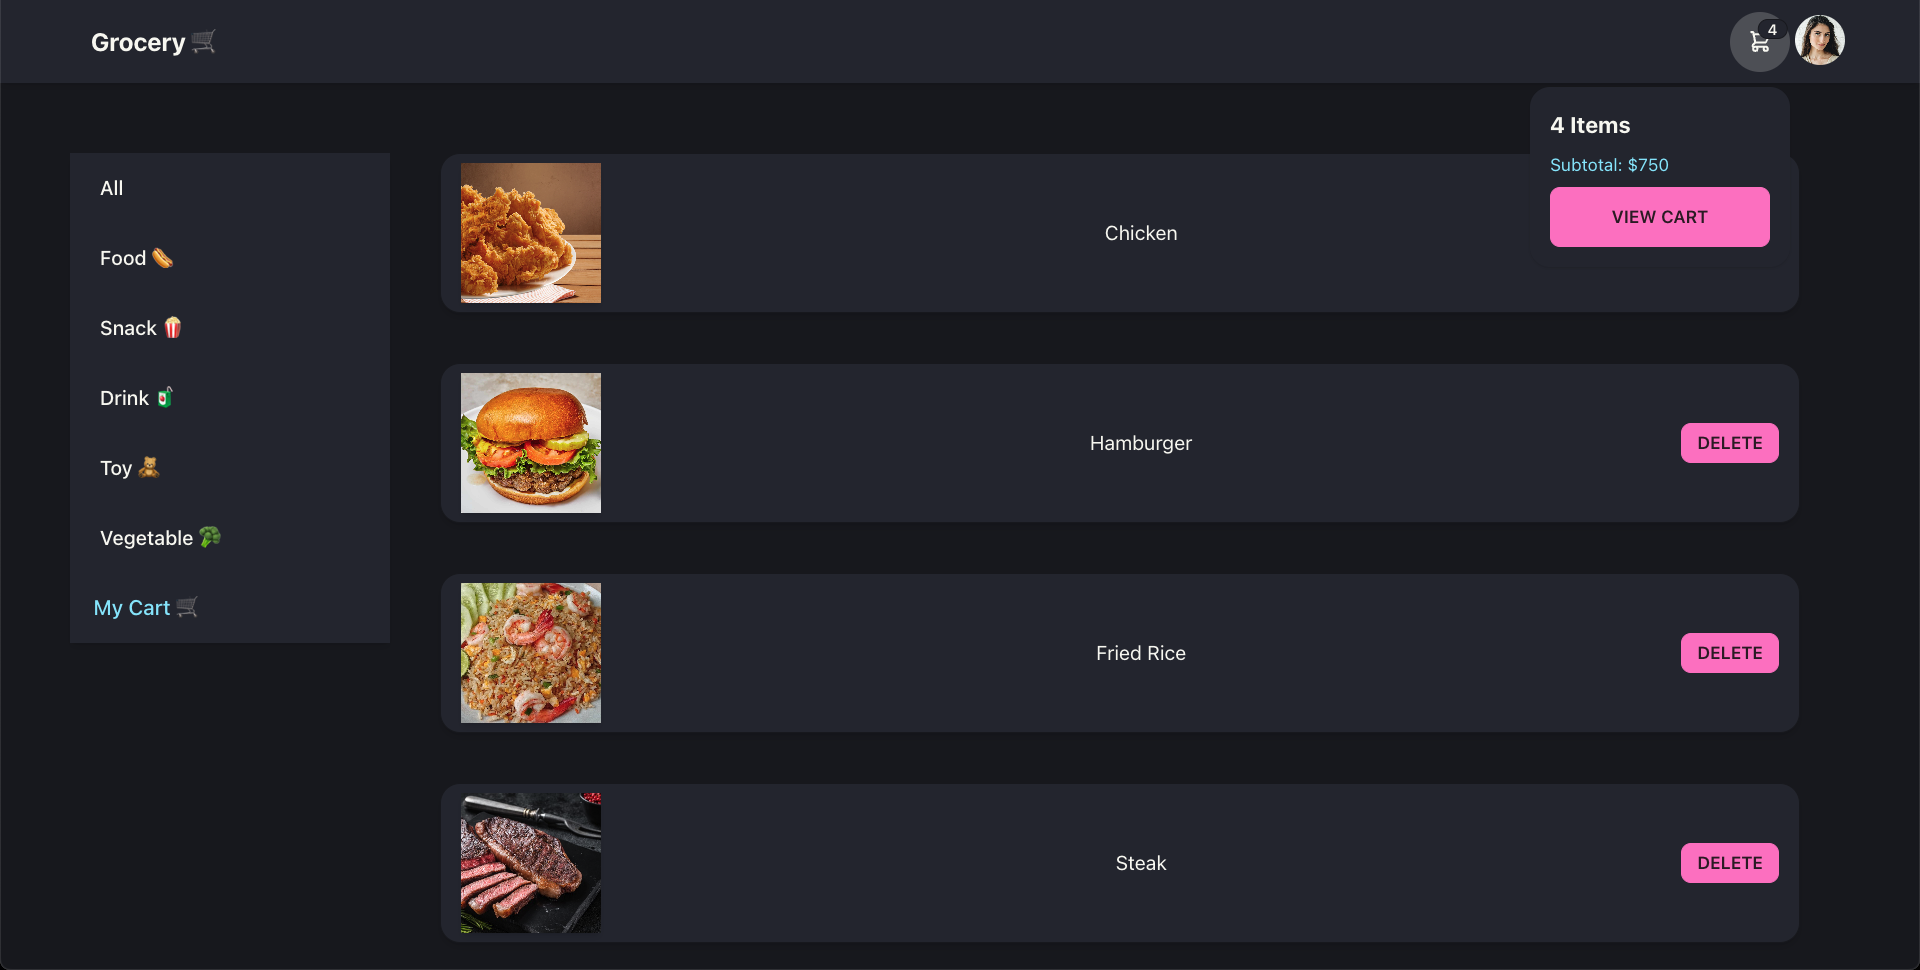 Grocery 🛒
4
4 Items
Subtotal: $750
VIEW CART
All
Food 🌭
Snack 🍿
Drink 🧃
Toy 🧸
Vegetable 🥦
My Cart 🛒
Chicken
Hamburger
DELETE
Fried Rice
DELETE
Steak
DELETE